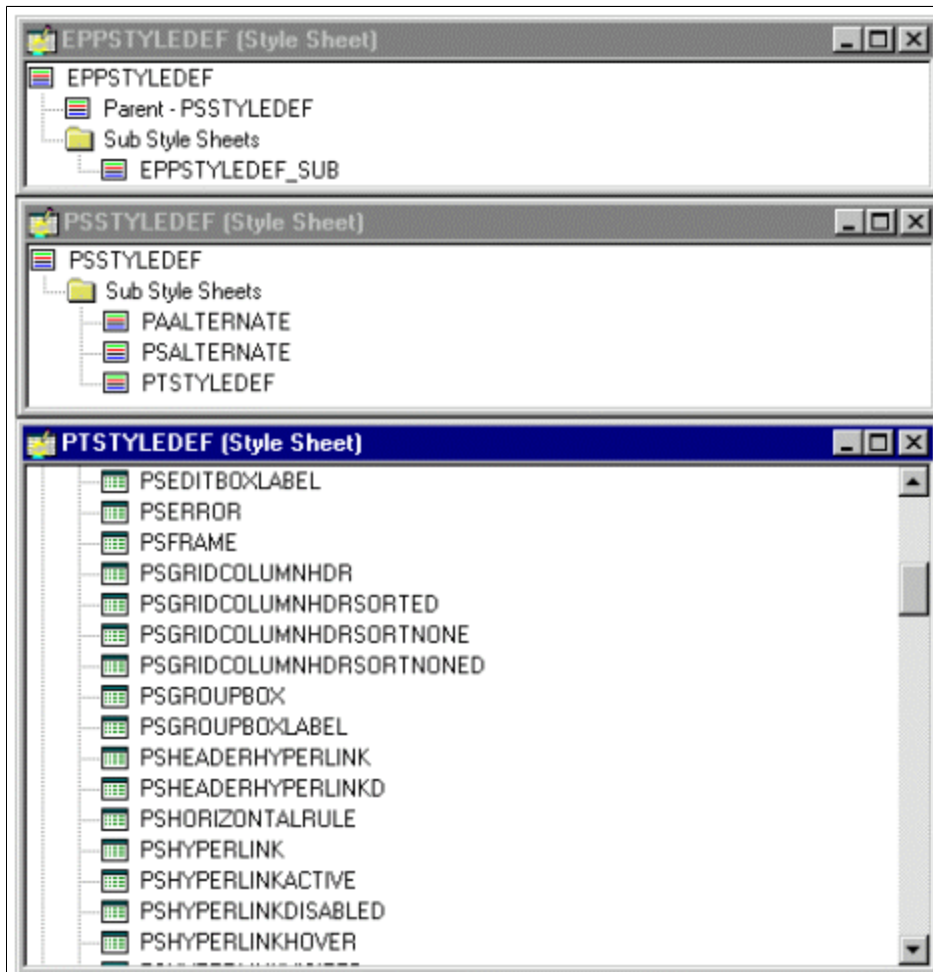 EPPSTYLEDEF (Style Sheet)
EPPSTYLEDEF
Parent - PSSTYLEDEF
Sub Style Sheets
EPPSTYLEDEF_SUB
PSSTYLEDEF (Style Sheet)
PSSTYLEDEF
Sub Style Sheets
PAALTERNATE
PSALTERNATE
PTSTYLEDEF
PTSTYLEDEF (Style Sheet)
PSEDITBOXLABEL
PSERROR
PSFRAME
PSGRIDCOLUMNHDR
PSGRIDCOLUMNHDRSORTED
PSGRIDCOLUMNHDRSORTNONE
PSGRIDCOLUMNHDRSORTNONED
PSGROUPBOX
PSGROUPBOXLABEL
PSHEADERHYPERLINK
PSHEADERHYPERLINKD
PSHORIZONTALRULE
PSHYPERLINK
PSHYPERLINKACTIVE
PSHYPERLINKDISABLED
PSHYPERLINKHOVER